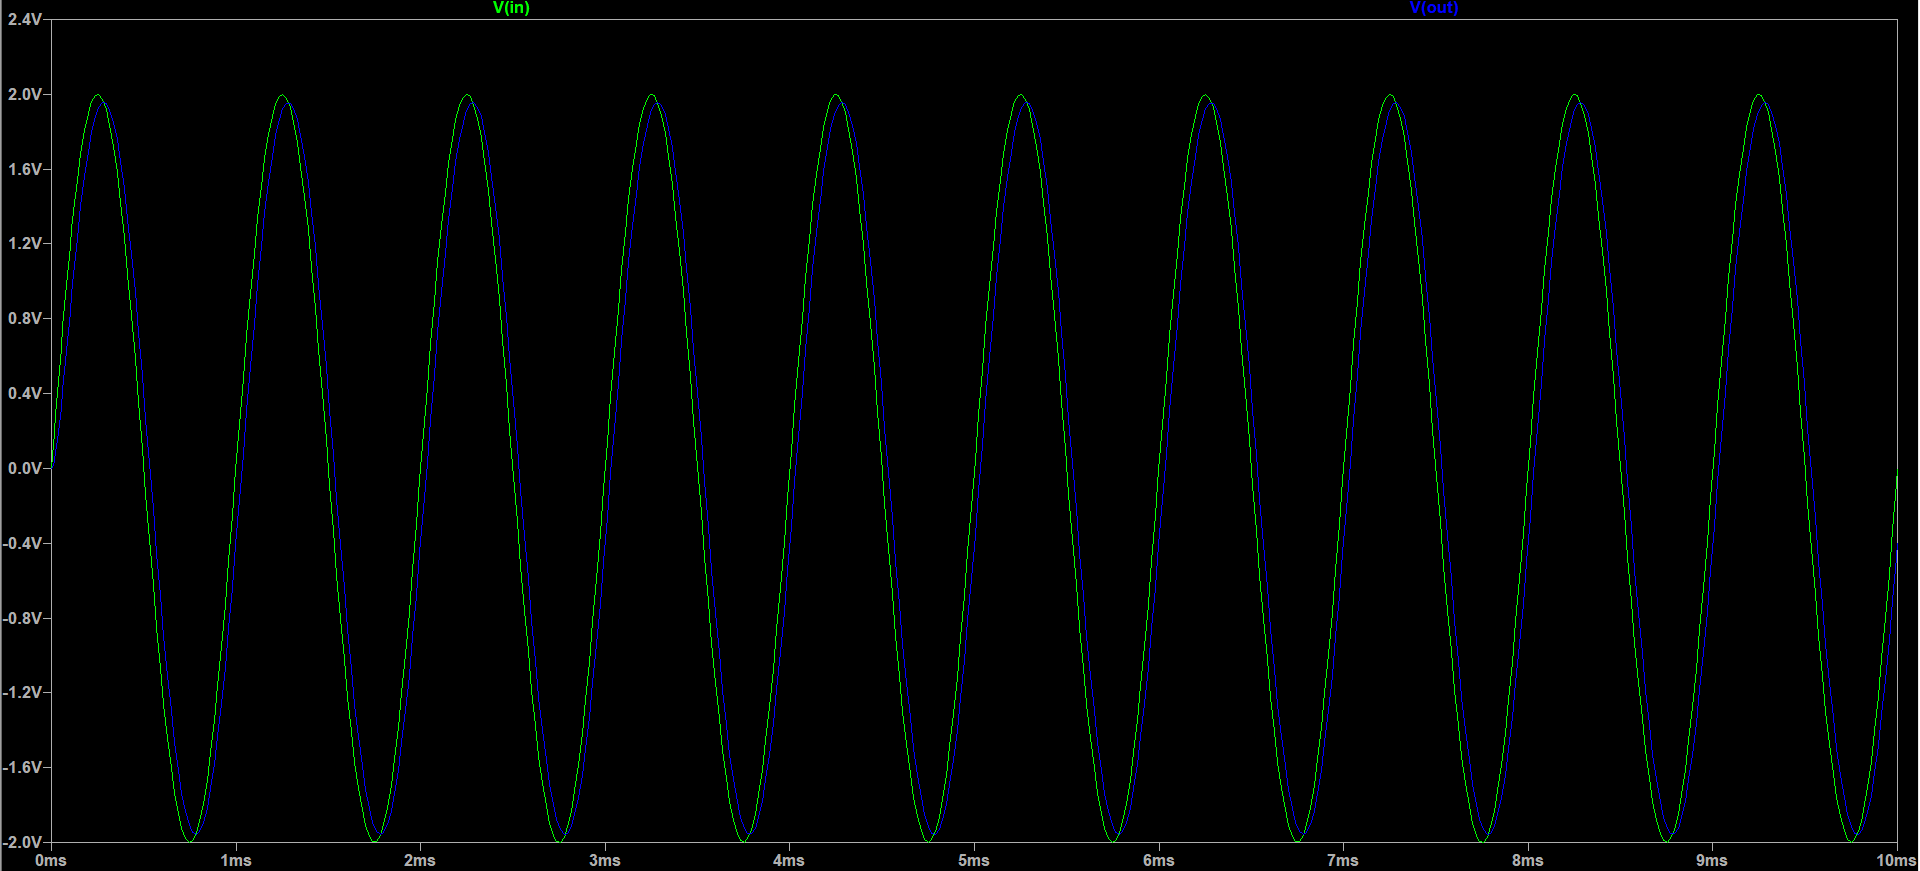 V(in) V(out)
2.4V
2.0V
1.6V
1.2V
0.8V
0.4V
0.0V
-0.4V
-0.8V
-1.2V
-1.6V
-2.0V
0ms 1ms 2ms 3ms 4ms 5ms 6ms 7ms 8ms 9ms 10ms